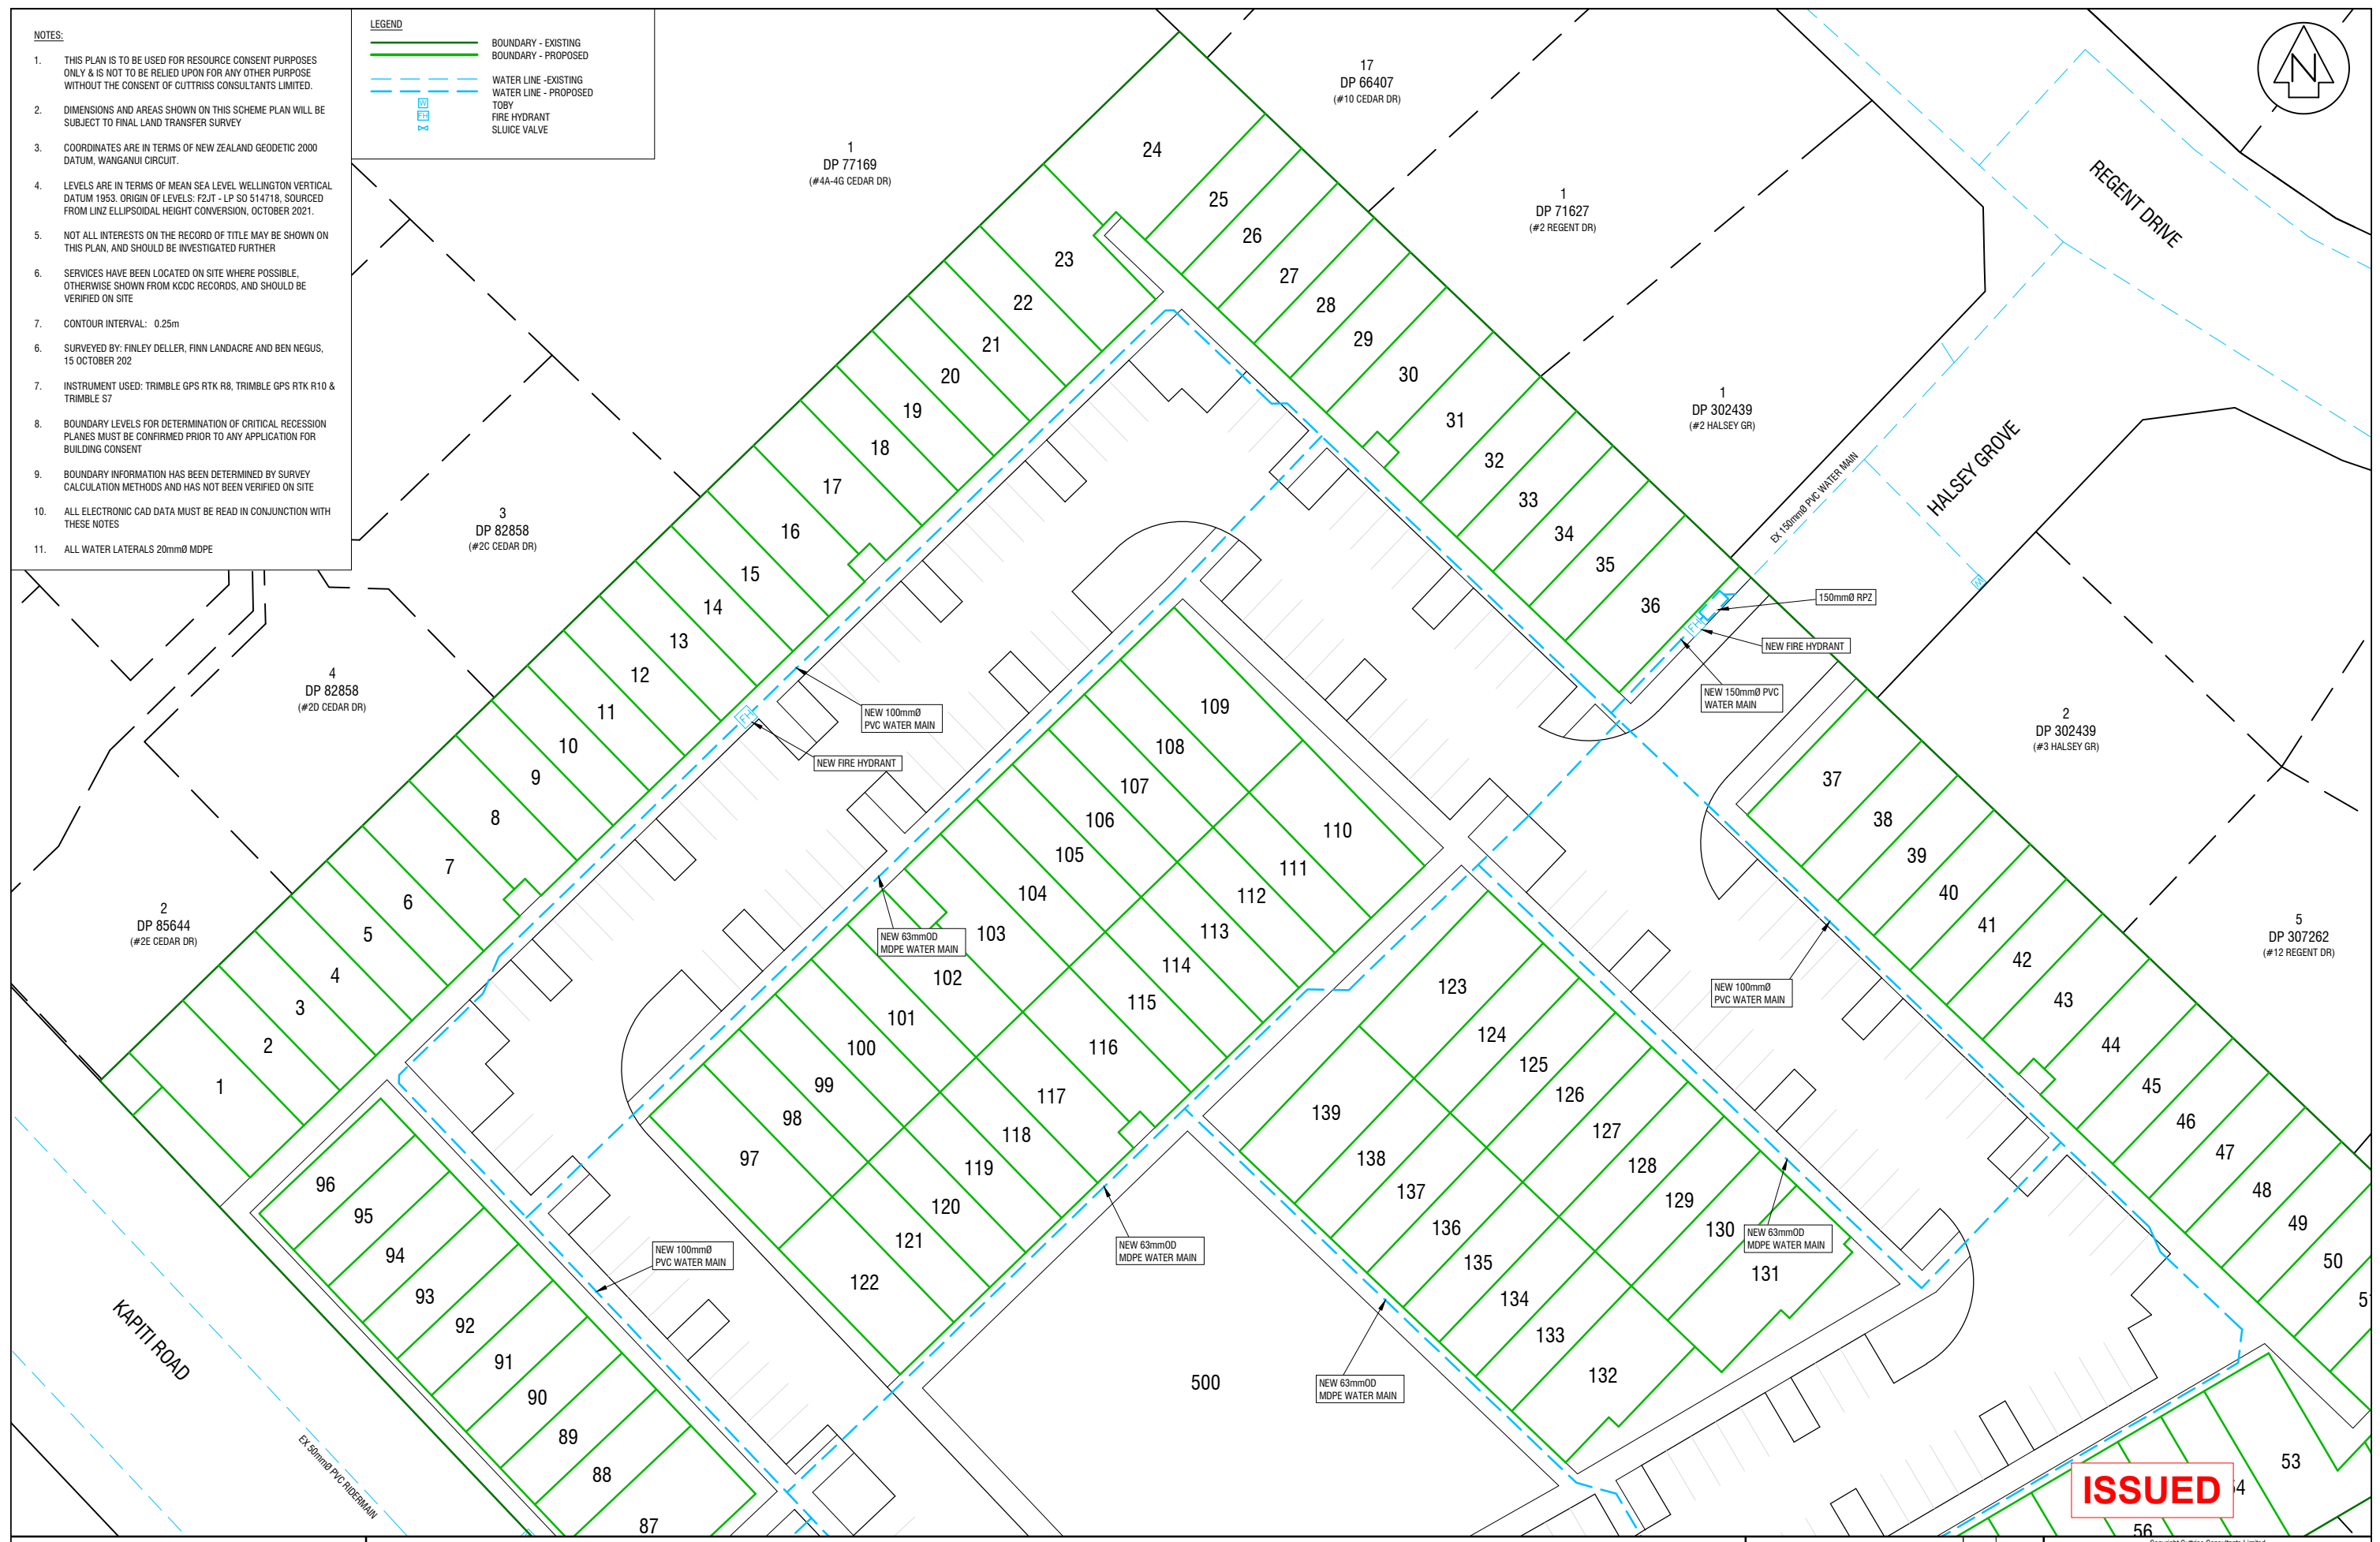 NOTES:
1. THIS PLAN IS TO BE USED FOR RESOURCE CONSENT PURPOSES
ONLY & IS NOT TO BE RELIED UPON FOR ANY OTHER PURPOSE
WITHOUT THE CONSENT OF CUTTRISS CONSULTANTS LIMITED.
2. DIMENSIONS AND AREAS SHOWN ON THIS SCHEME PLAN WILL BE
SUBJECT TO FINAL LAND TRANSFER SURVEY
3. COORDINATES ARE IN TERMS OF NEW ZEALAND GEODETIC 2000
DATUM, WANGANUI CIRCUIT.
4. LEVELS ARE IN TERMS OF MEAN SEA LEVEL WELLINGTON VERTICAL
DATUM 1953. ORIGIN OF LEVELS: F2JT - LP SO 514718, SOURCED
FROM LINZ ELLIPSOIDAL HEIGHT CONVERSION, OCTOBER 2021.
5. NOT ALL INTERESTS ON THE RECORD OF TITLE MAY BE SHOWN ON
THIS PLAN, AND SHOULD BE INVESTIGATED FURTHER
6. SERVICES HAVE BEEN LOCATED ON SITE WHERE POSSIBLE,
OTHERWISE SHOWN FROM KCDC RECORDS, AND SHOULD BE
VERIFIED ON SITE
7. CONTOUR INTERVAL: 0.25m
6. SURVEYED BY: FINLEY DELLER, FINN LANDACRE AND BEN NEGUS,
15 OCTOBER 202
7. INSTRUMENT USED: TRIMBLE GPS RTK R8, TRIMBLE GPS RTK R10 &
TRIMBLE S7
8. BOUNDARY LEVELS FOR DETERMINATION OF CRITICAL RECESSION
PLANES MUST BE CONFIRMED PRIOR TO ANY APPLICATION FOR
BUILDING CONSENT
9. BOUNDARY INFORMATION HAS BEEN DETERMINED BY SURVEY
CALCULATION METHODS AND HAS NOT BEEN VERIFIED ON SITE
10. ALL ELECTRONIC CAD DATA MUST BE READ IN CONJUNCTION WITH
THESE NOTES
11. ALL WATER LATERALS 20mmØ MDPE
LEGEND
BOUNDARY - EXISTING
BOUNDARY - PROPOSED
WATER LINE -EXISTING
WATER LINE - PROPOSED
W TOBY
FH FIRE HYDRANT
SLUICE VALVE
N
1
DP 77169
(#4A-4G CEDAR DR)
17
DP 66407
(#10 CEDAR DR)
1
DP 71627
(#2 REGENT DR)
1
DP 302439
(#2 HALSEY GR)
2
DP 302439
(#3 HALSEY GR)
5
DP 307262
(#12 REGENT DR)
3
DP 82858
(#2C CEDAR DR)
4
DP 82858
(#2D CEDAR DR)
2
DP 85644
(#2E CEDAR DR)
REGENT DRIVE
HALSEY GROVE
KAPITI ROAD
EX 150mmØ PVC WATER MAIN
EX 50mmØ PVC RIDERMAIN
W
FH
FH
150mmØ RPZ
NEW FIRE HYDRANT
NEW 150mmØ PVC
WATER MAIN
NEW 100mmØ
PVC WATER MAIN
NEW FIRE HYDRANT
NEW 63mmOD
MDPE WATER MAIN
NEW 100mmØ
PVC WATER MAIN
NEW 63mmOD
MDPE WATER MAIN
NEW 63mmOD
MDPE WATER MAIN
NEW 100mmØ
PVC WATER MAIN
NEW 63mmOD
MDPE WATER MAIN
1
2
3
4
5
6
7
8
9
10
11
12
13
14
15
16
17
18
19
20
21
22
23
24
25
26
27
28
29
30
31
32
33
34
35
36
37
38
39
40
41
42
43
44
45
46
47
48
49
50
53
56
87
88
89
90
91
92
93
94
95
96
97
98
99
100
101
102
103
104
105
106
107
108
109
110
111
112
113
114
115
116
117
118
119
120
121
122
123
124
125
126
127
128
129
130
131
132
133
134
135
136
137
138
139
500
ISSUED